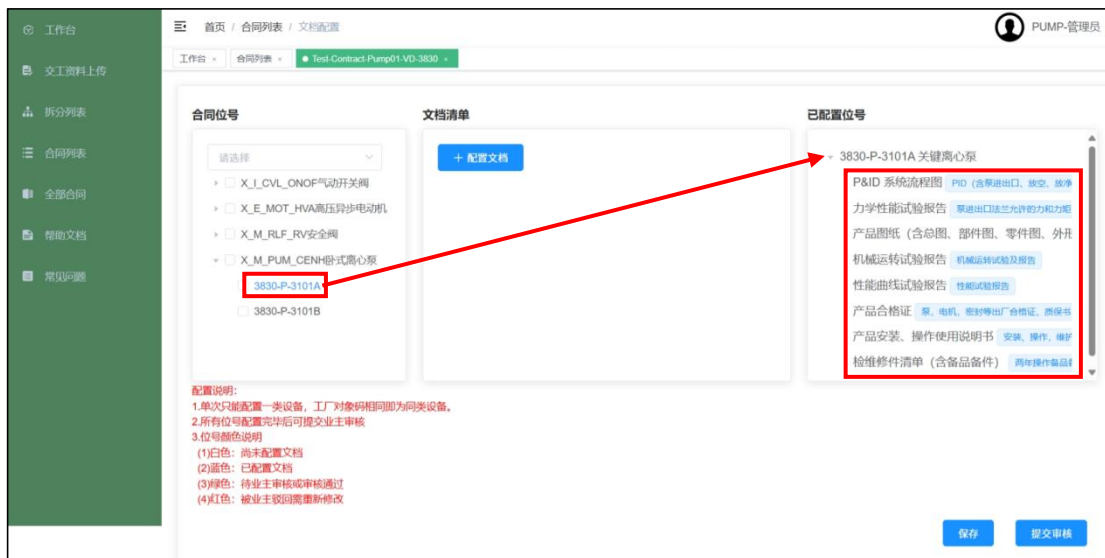 工作台
交工资料上传
拆分列表
合同列表
全部合同
帮助文档
常见问题
首页 / 合同列表 / 文档配置
PUMP-管理员
工作台 ×
合同列表 ×
Test-Contract-Pump01-VD-3830 ×
合同位号
请选择
X_I_CVL_ONOF气动开关阀
X_E_MOT_HVA高压异步电动机
X_M_RLF_RV安全阀
X_M_PUM_CENH卧式离心泵
3830-P-3101A
3830-P-3101B
文档清单
+ 配置文档
已配置位号
3830-P-3101A 关键离心泵
P&ID 系统流程图 PID（含泵进出口、放空、放净
力学性能试验报告 泵进出口法兰允许的力和力矩
产品图纸（含总图、部件图、零件图、外形
机械运转试验报告 机械运转试验及报告
性能曲线试验报告 性能试验报告
产品合格证 泵，电机，密封等出厂合格证，质保书
产品安装、操作使用说明书 安装、操作，维护
检维修件清单（含备品备件） 两年操作备品备
配置说明:
1.单次只能配置一类设备，工厂对象码相同即为同类设备。
2.所有位号配置完毕后可提交业主审核
3.位号颜色说明
(1)白色：尚未配置文档
(2)蓝色：已配置文档
(3)绿色：待业主审核或审核通过
(4)红色：被业主驳回需重新修改
保存
提交审核